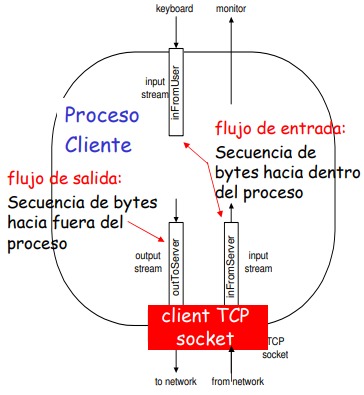 keyboard
monitor
input
stream
inFromUser
Proceso
Cliente
flujo de entrada:
Secuencia de
bytes hacia dentro
del proceso
flujo de salida:
Secuencia de bytes
hacia fuera del
proceso
output
stream
outToServer
inFromServer
input
stream
client TCP
socket
TCP
socket
to network
from network